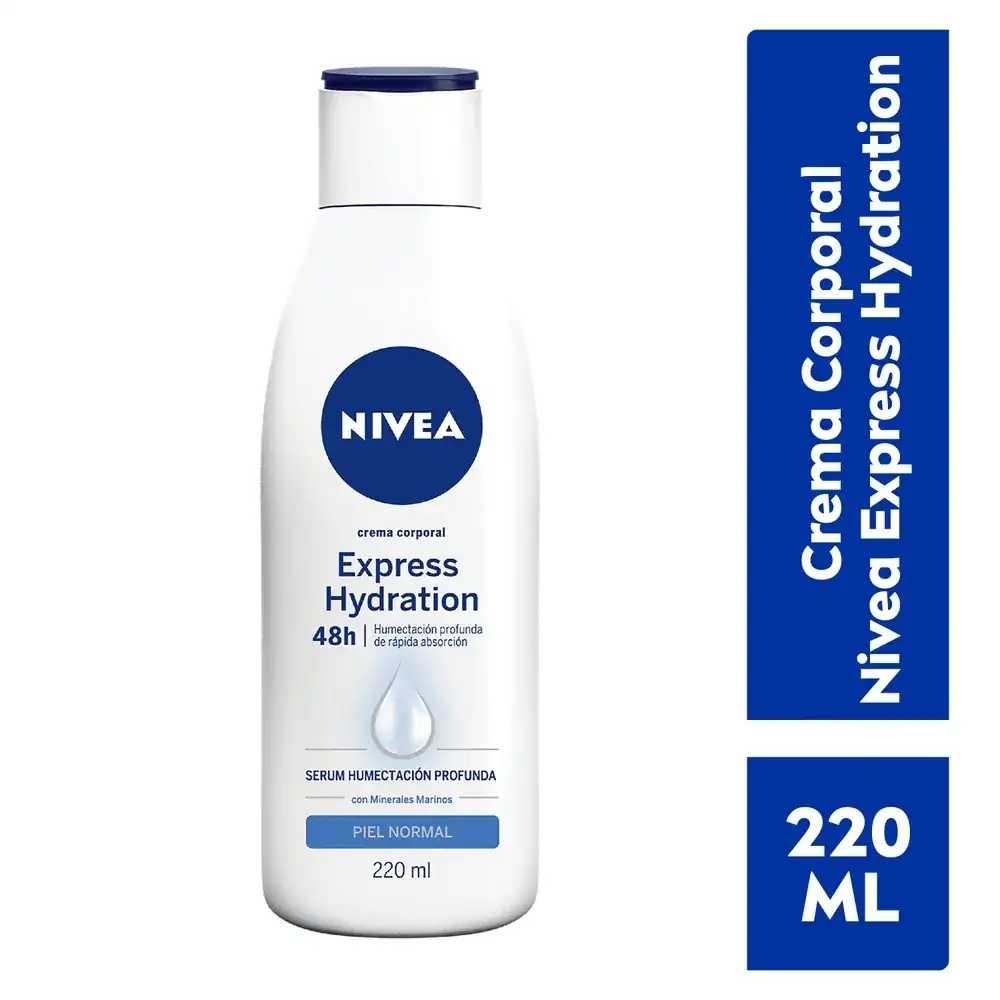 NIVEA
crema corporal
Express
Hydration
48h
Humectación profunda
de rápida absorción
SERUM HUMECTACIÓN PROFUNDA
con Minerales Marinos
PIEL NORMAL
220 ml
Crema Corporal
Nivea Express Hydration
220
ML